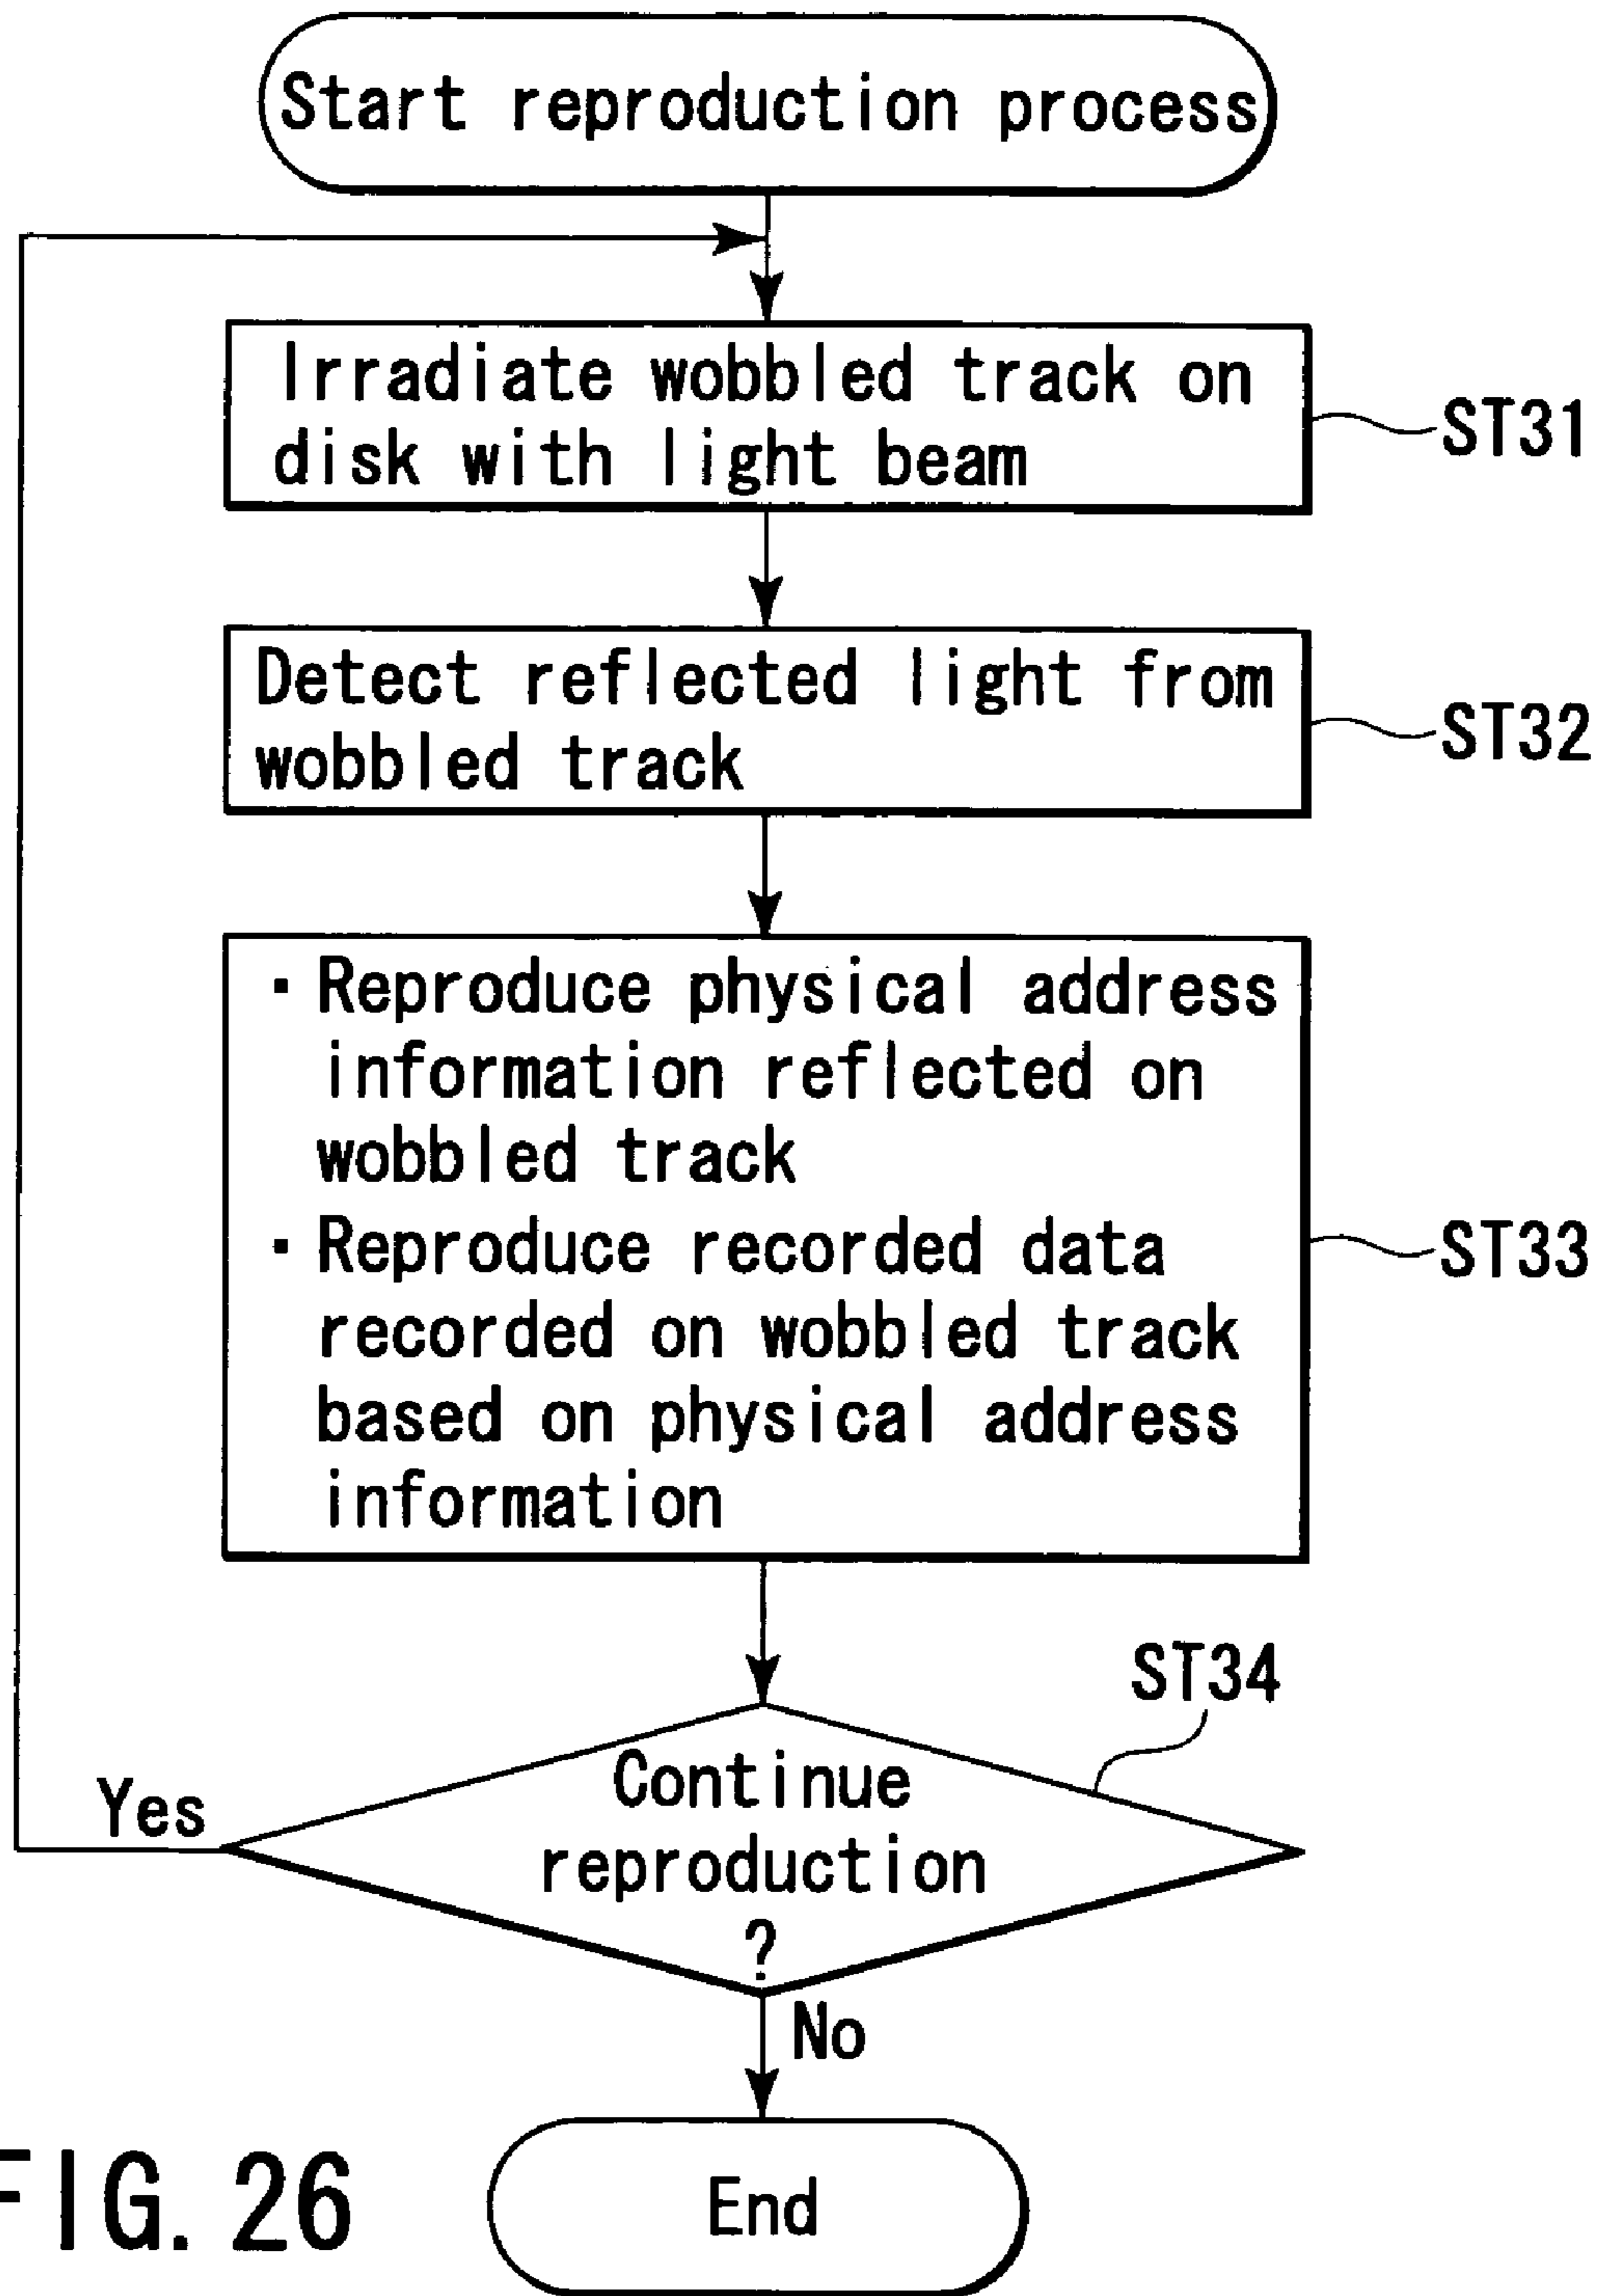 Start reproduction process
Irradiate wobbled track on
disk with light beam
ST31
Detect reflected light from
wobbled track
ST32
・Reproduce physical address
information reflected on
wobbled track
・Reproduce recorded data
recorded on wobbled track
based on physical address
information
ST33
ST34
Continue
reproduction
?
Yes
No
End
FIG. 26